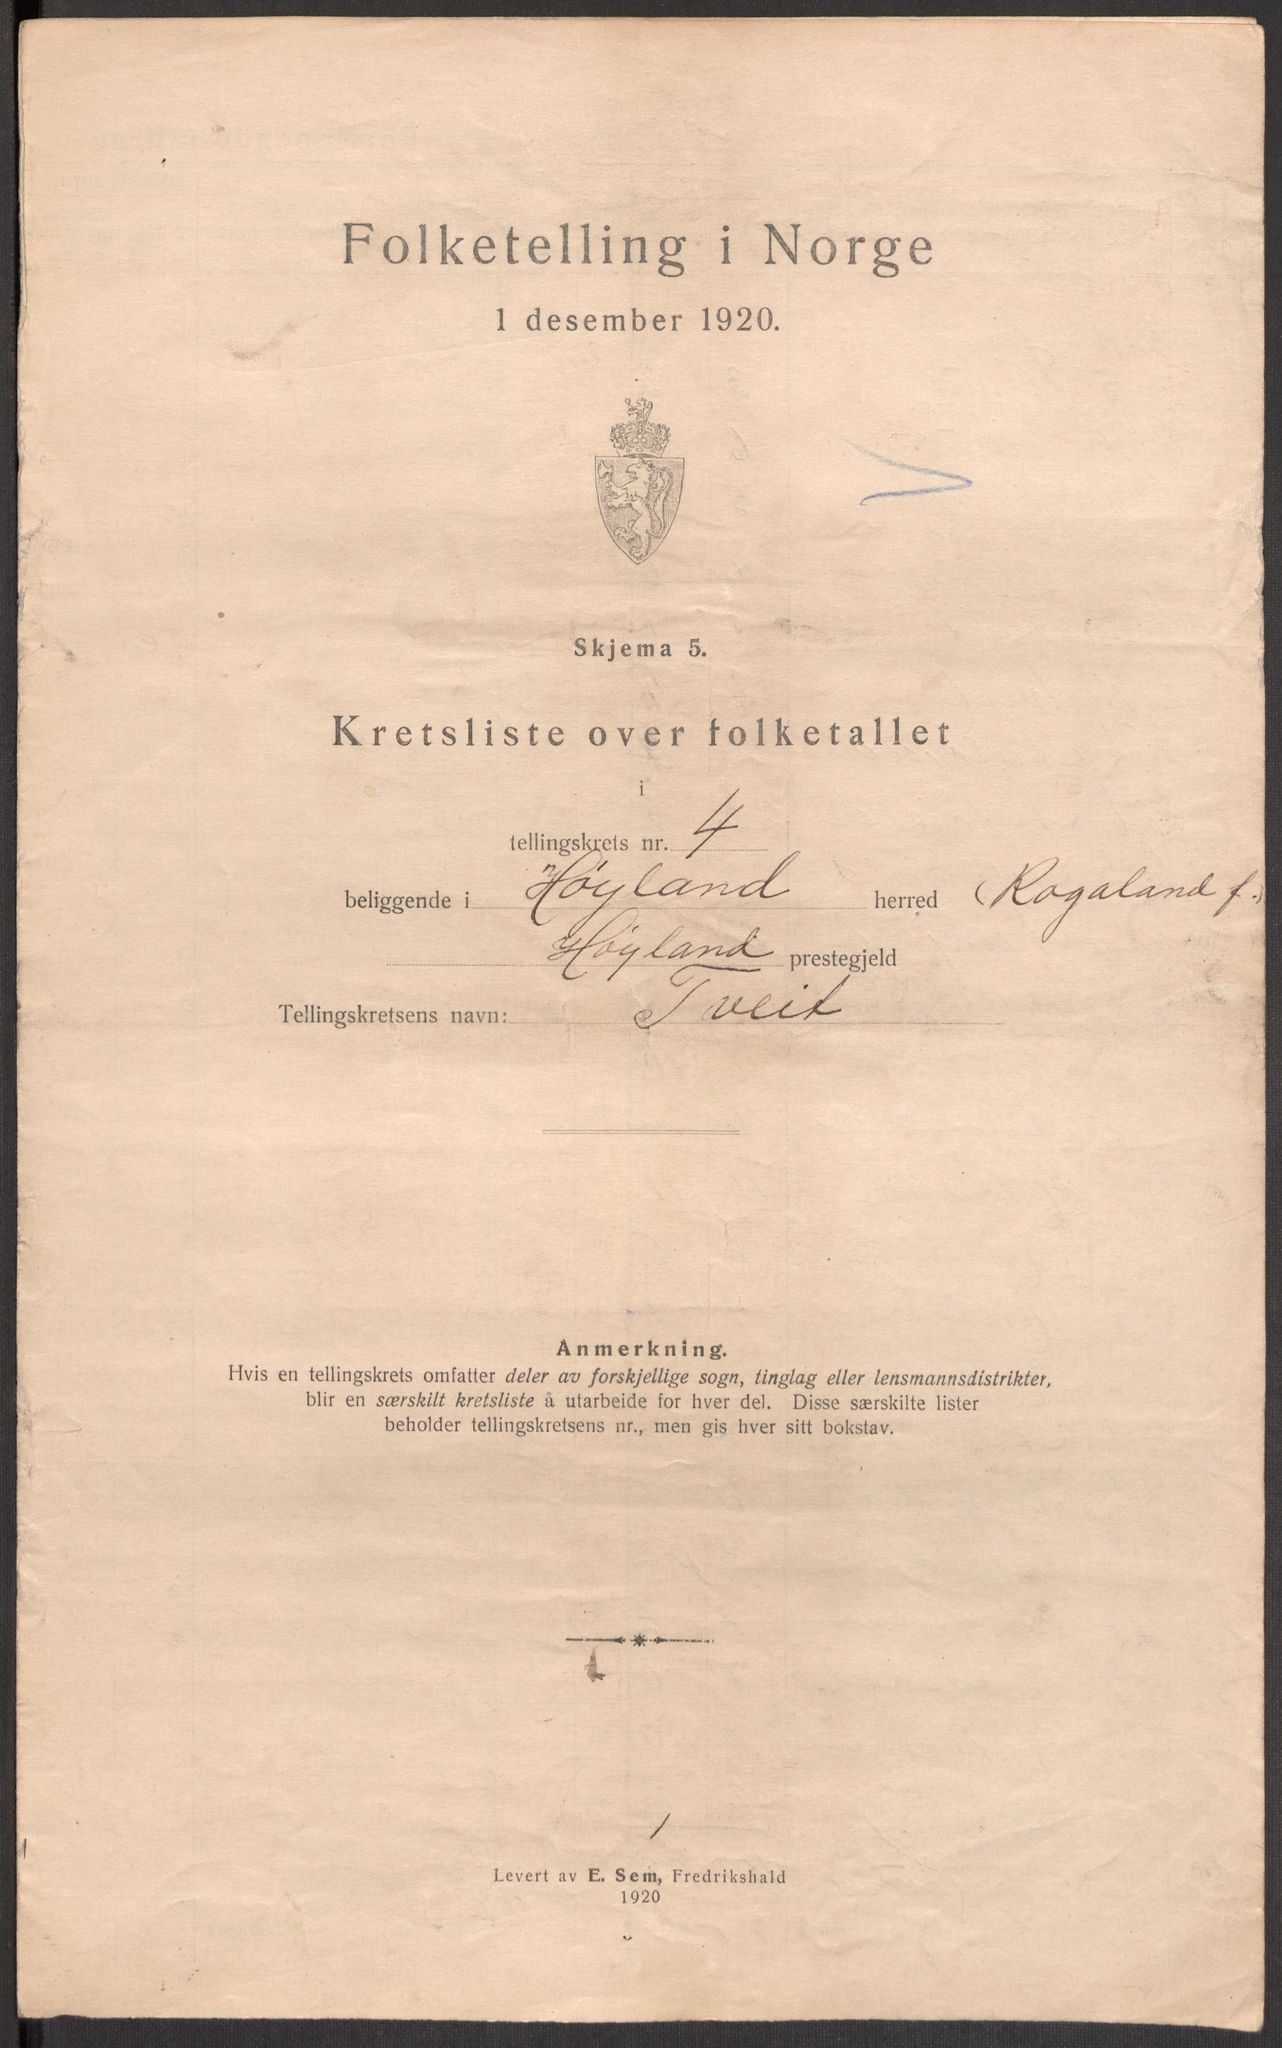 Folketelling i Norge
1 desember 1920.
Skjema 5.
Kretsliste over folketallet
i
tellingskrets nr. 4
beliggende i Høyland herred (Rogaland f.)
Høyland prestegjeld
Tellingskretsens navn: Tveit
Anmerkning.
Hvis en tellingskrets omfatter deler av forskjellige sogn, tinglag eller lensmannsdistrikter,
blir en særskilt kretsliste å utarbeide for hver del. Disse særskilte lister
beholder tellingskretsens nr., men gis hver sitt bokstav.
Levert av E. Sem, Fredrikshald
1920